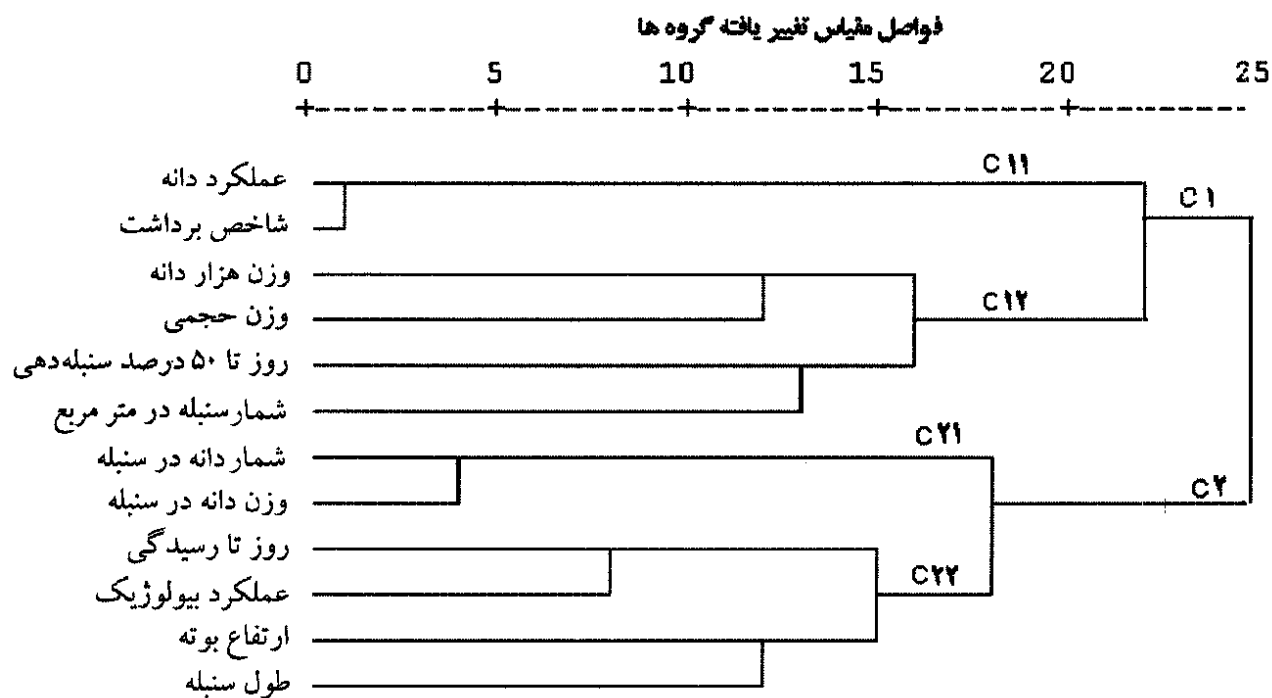 فواصل مقیاس تغییر یافته گروه ها
0 5 10 15 20 25
عملکرد دانه
شاخص برداشت
وزن هزار دانه
وزن حجمی
روز تا ۵۰ درصد سنبله‌دهی
شمارسنبله در متر مربع
شمار دانه در سنبله
وزن دانه در سنبله
روز تا رسیدگی
عملکرد بیولوژیک
ارتفاع بوته
طول سنبله
C۱۱
C۱
C۱۲
C۲۱
C۲
C۲۲